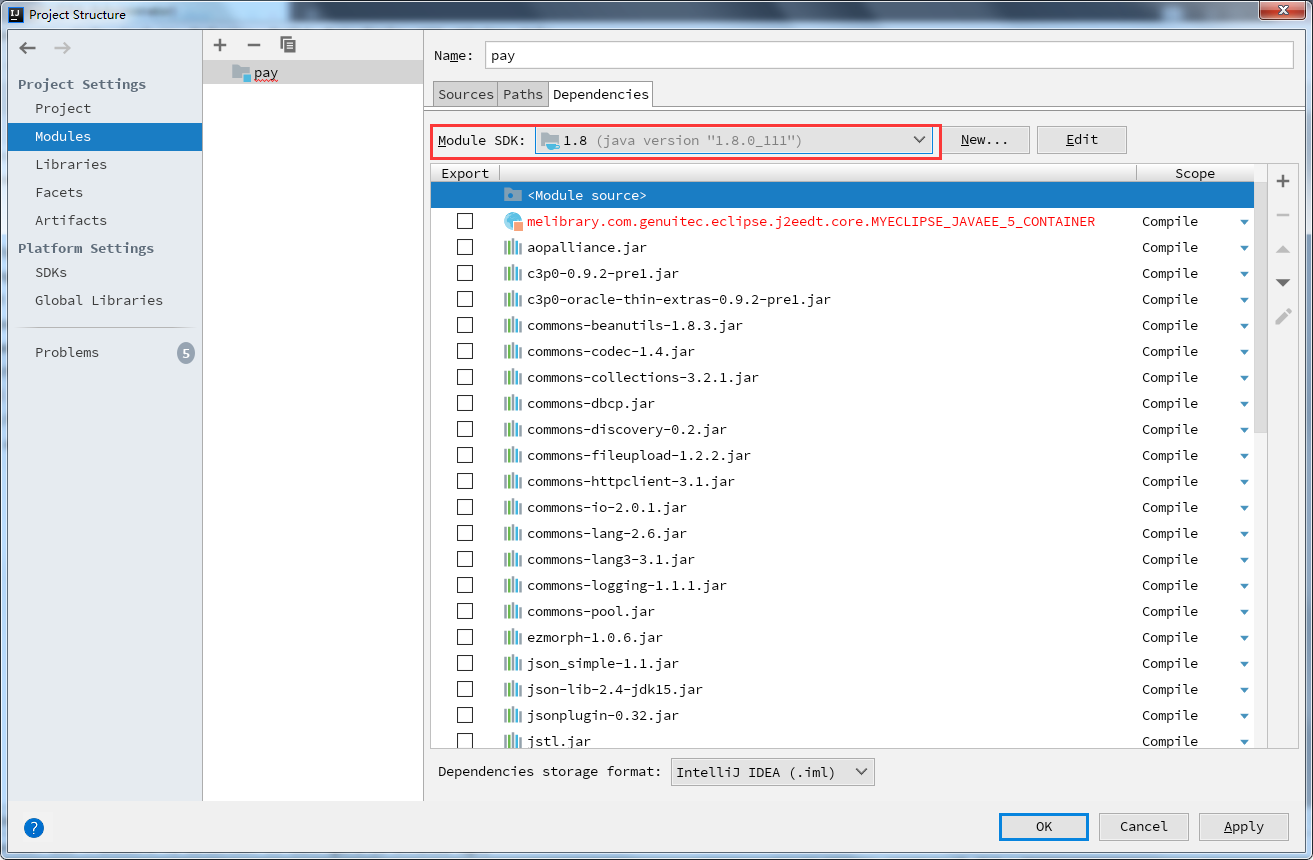 Project Structure
Project Settings
Project
Modules
Libraries
Facets
Artifacts
Platform Settings
SDKs
Global Libraries
Problems 5
pay
Name: pay
Sources Paths Dependencies
Module SDK: 1.8 (java version "1.8.0_111") New... Edit
Export Scope
<Module source>
melibrary.com.genuitec.eclipse.j2eedt.core.MYECLIPSE_JAVAEE_5_CONTAINER Compile
aopalliance.jar Compile
c3p0-0.9.2-pre1.jar Compile
c3p0-oracle-thin-extras-0.9.2-pre1.jar Compile
commons-beanutils-1.8.3.jar Compile
commons-codec-1.4.jar Compile
commons-collections-3.2.1.jar Compile
commons-dbcp.jar Compile
commons-discovery-0.2.jar Compile
commons-fileupload-1.2.2.jar Compile
commons-httpclient-3.1.jar Compile
commons-io-2.0.1.jar Compile
commons-lang-2.6.jar Compile
commons-lang3-3.1.jar Compile
commons-logging-1.1.1.jar Compile
commons-pool.jar Compile
ezmorph-1.0.6.jar Compile
json_simple-1.1.jar Compile
json-lib-2.4-jdk15.jar Compile
jsonplugin-0.32.jar Compile
jstl.jar Compile
Dependencies storage format: IntelliJ IDEA (.iml)
? OK Cancel Apply